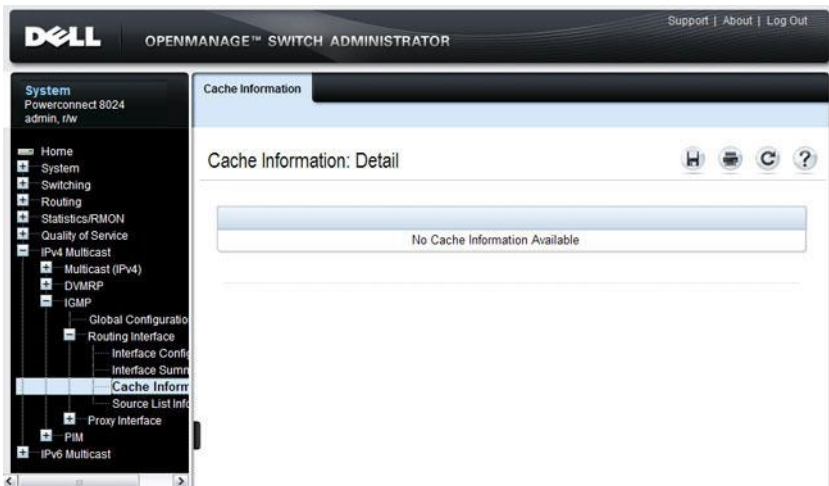 DELL
OPENMANAGE™ SWITCH ADMINISTRATOR
Support | About | Log Out
System
Powerconnect 8024
admin, r/w
Home
System
Switching
Routing
Statistics/RMON
Quality of Service
IPv4 Multicast
Multicast (IPv4)
DVMRP
IGMP
Global Configuratio
Routing Interface
Interface Config
Interface Summ
Cache Inform
Source List Info
Proxy Interface
PIM
IPv6 Multicast
Cache Information
Cache Information: Detail
No Cache Information Available